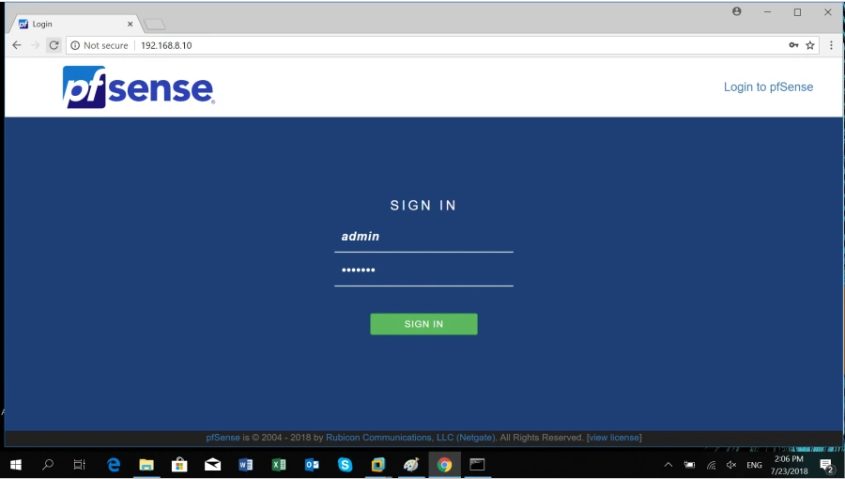 Login
Not secure | 192.168.8.10
pfsense
Login to pfSense
SIGN IN
admin
•••••••
SIGN IN
pfSense is © 2004 - 2018 by Rubicon Communications, LLC (Netgate). All Rights Reserved. [view license]
ENG
2:06 PM
7/23/2018
2